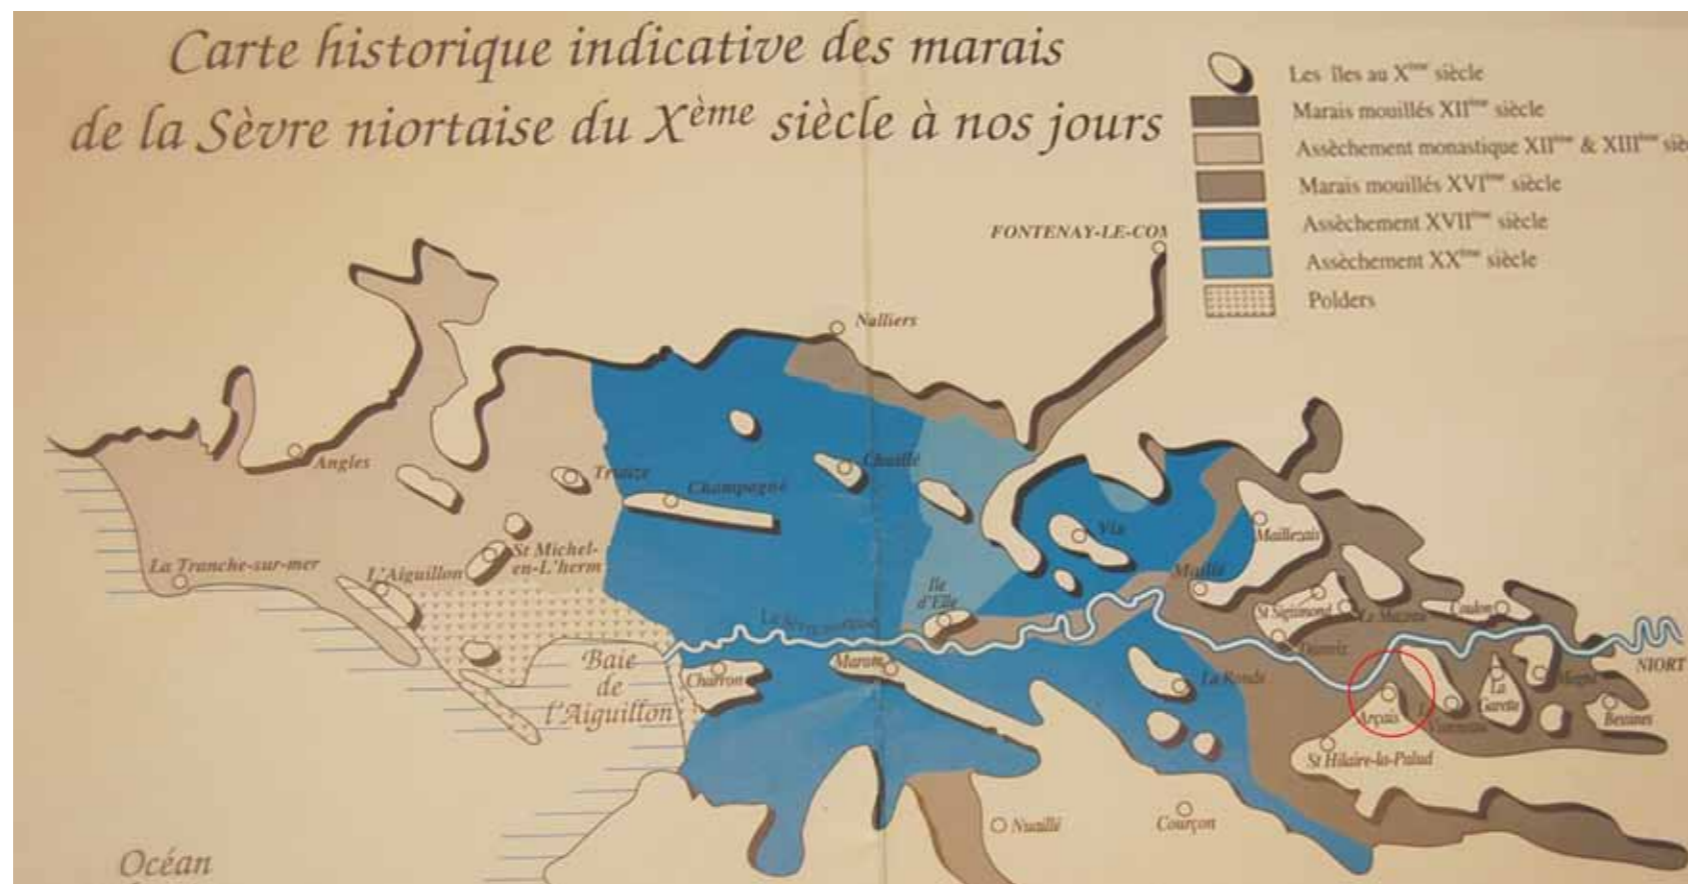 Carte historique indicative des marais
de la Sèvre niortaise du Xème siècle à nos jours
Les îles au Xème siècle
Marais mouillés XIIème siècle
Assèchement monastique XIIème & XIIIème
Marais mouillés XVIème siècle
Assèchement XVIIème siècle
Assèchement XXème siècle
Polders
FONTENAY-LE-COM
Nalliers
Angles
Triaize
Chaillé
Champagné
Vix
Maillezais
St Michel-
en-L'herm
La Tranche-sur-mer
L'Aiguillon
Ile
d'Elle
Maillé
St Sigismond
Coulon
La Sèvre niortaise
Damvix
Baie
de
l'Aiguillon
Charron
Marans
La Ronde
Arçais
La
Garette
Magné
NIORT
Bessines
St Hilaire-la-Palud
Nuaillé
Courçon
Océan